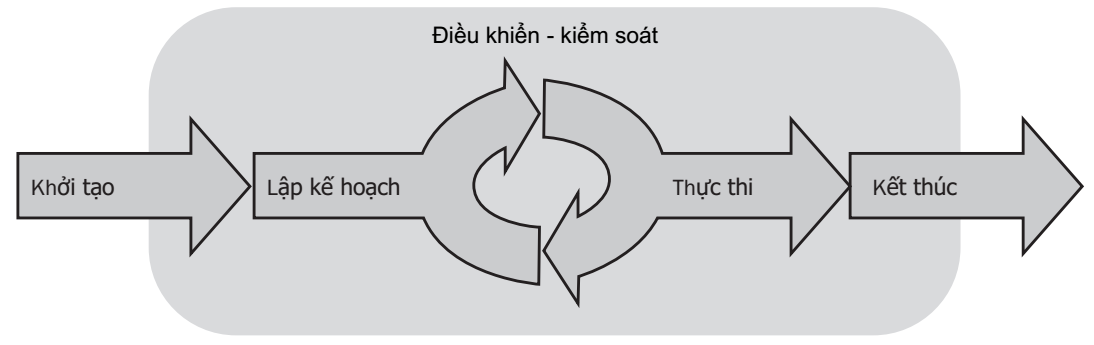 Điều khiển - kiểm soát
Khởi tạo
Lập kế hoạch
Thực thi
Kết thúc